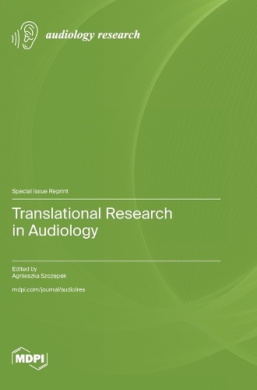 audiology research
Special Issue Reprint
Translational Research
in Audiology
Edited by
Agnieszka Szczepek
mdpi.com/journal/audiolres
MDPI